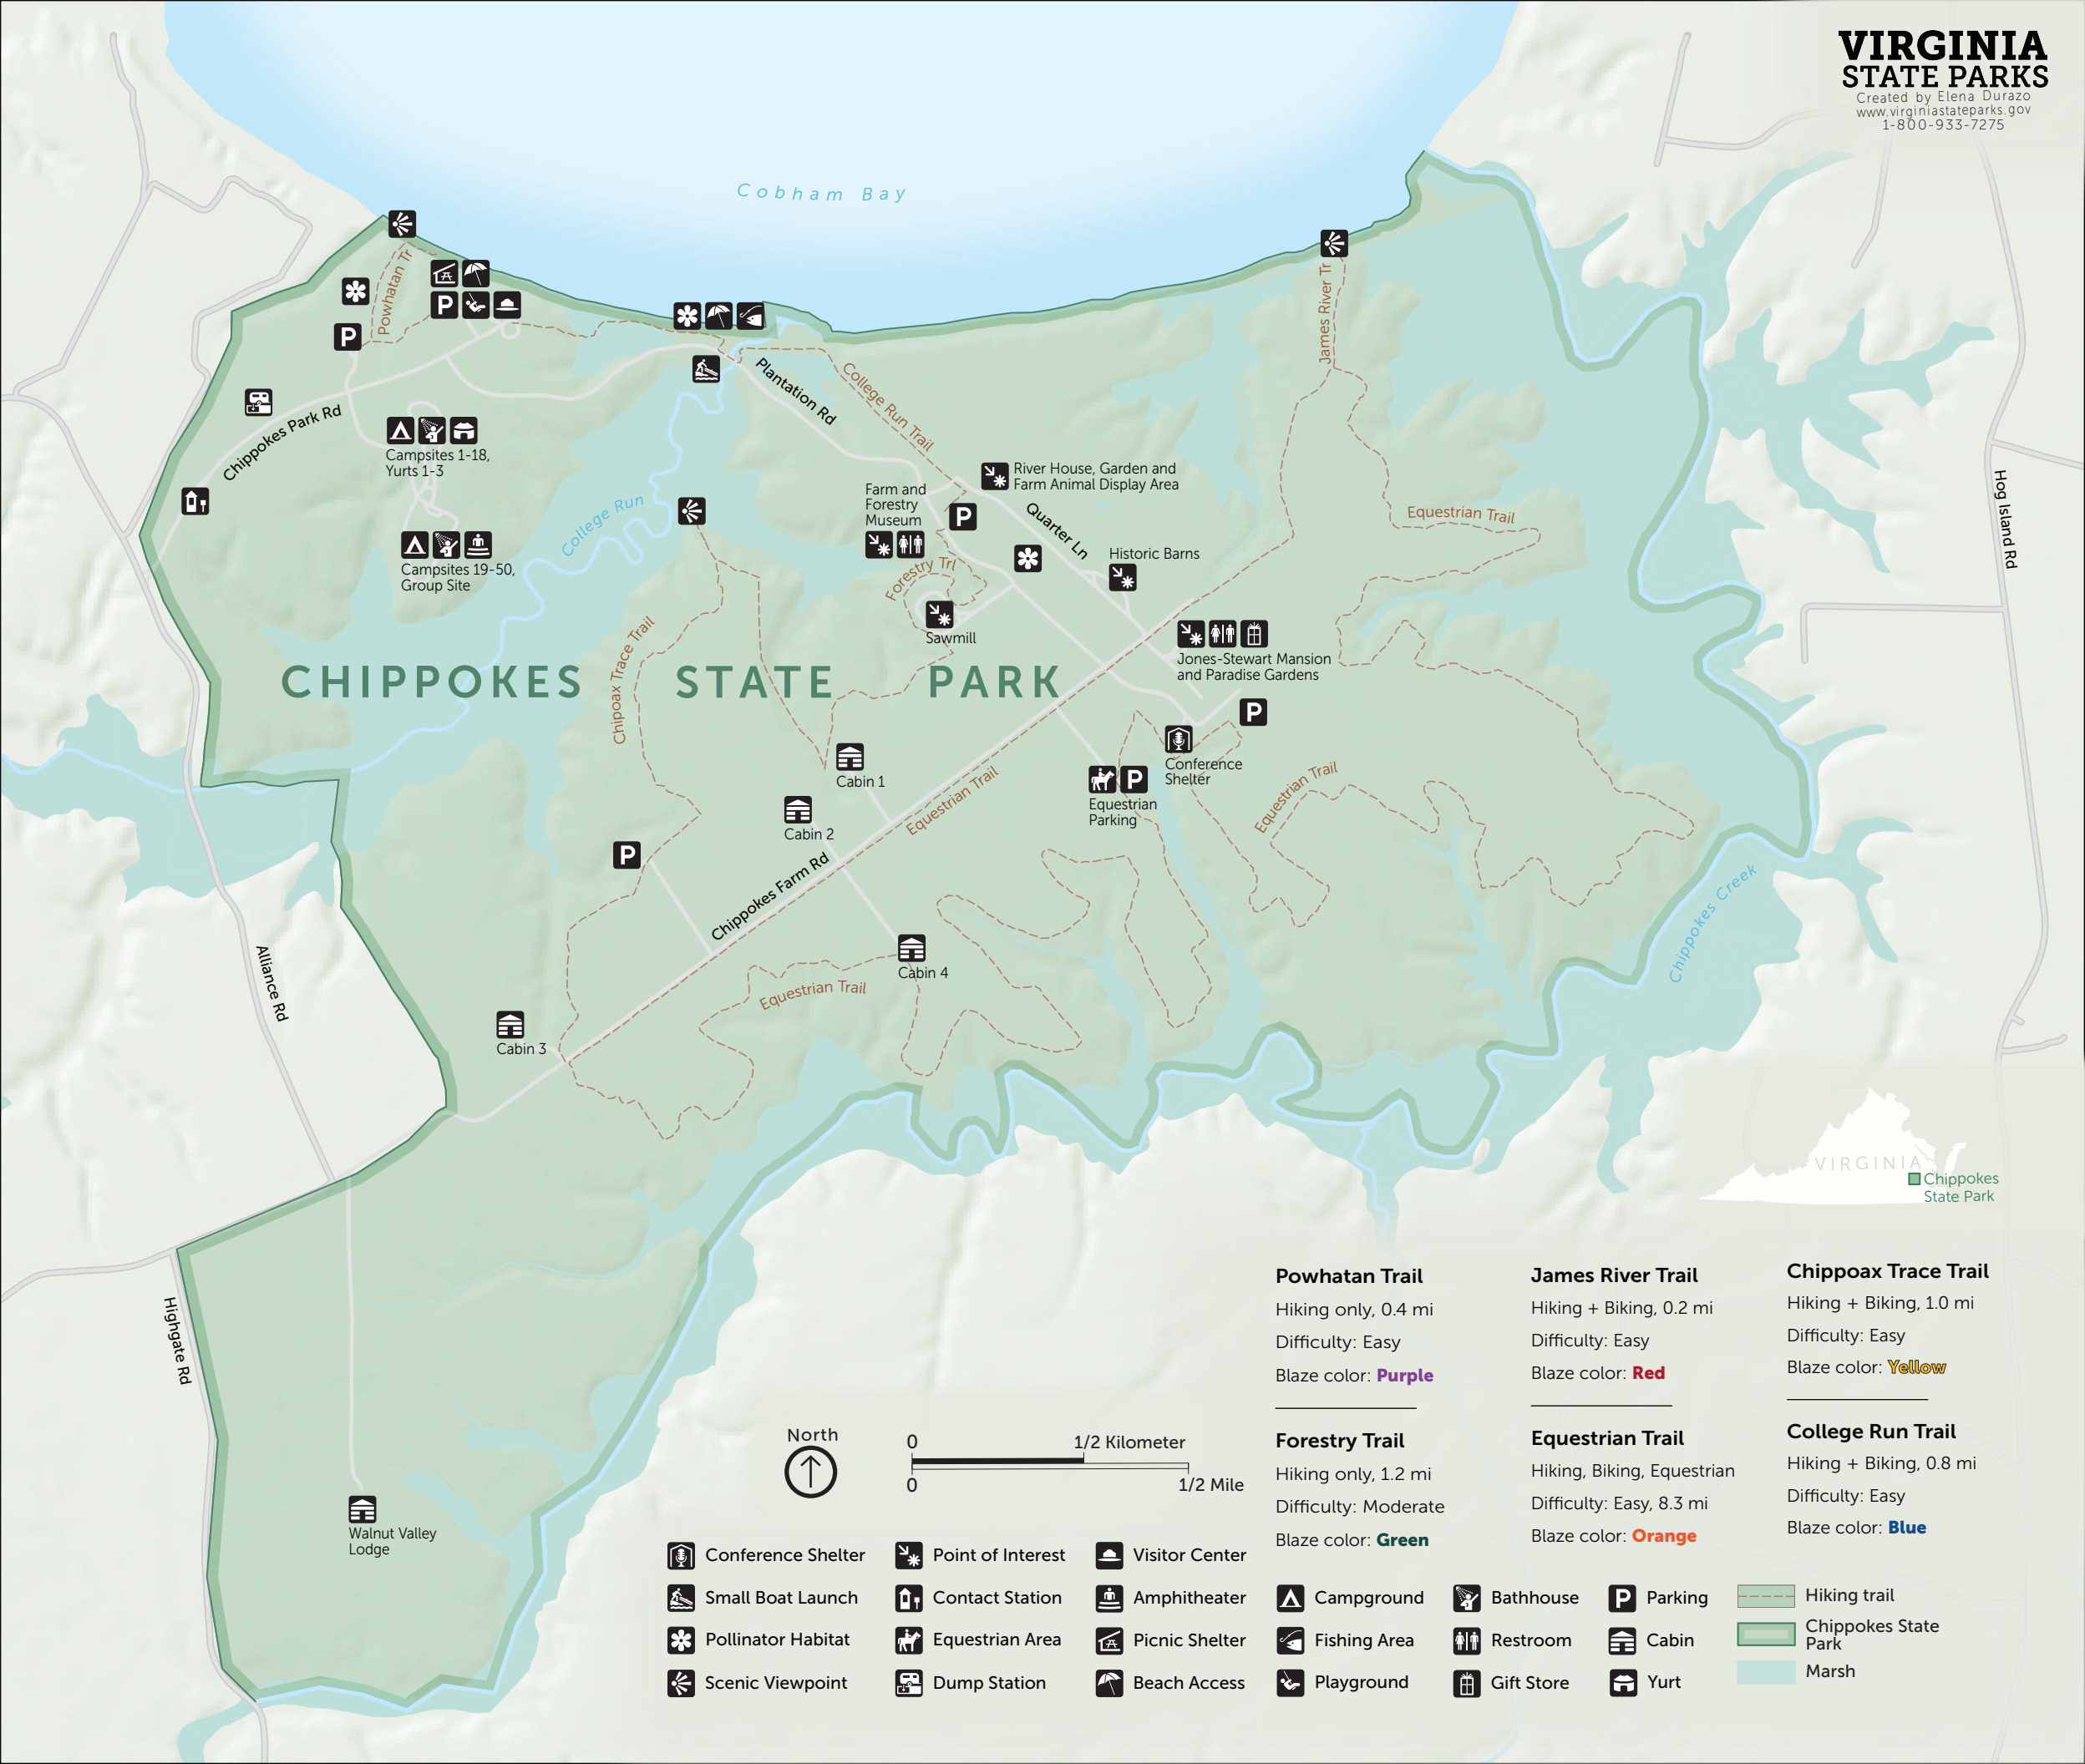 VIRGINIA
STATE PARKS
Created by Elena Durazo
www.virginiastateparks.gov
1-800-933-7275
Cobham Bay
Powhatan Tr
James River Tr
P
P
Plantation Rd
College Run Trail
Chippokes Park Rd
Campsites 1-18,
Yurts 1-3
College Run
River House, Garden and
Farm Animal Display Area
Farm and
Forestry
Museum
P
Quarter Ln
Equestrian Trail
Hog Island Rd
Historic Barns
Campsites 19-50,
Group Site
Forestry Trl
Sawmill
Chippoax Trace Trail
Jones-Stewart Mansion
and Paradise Gardens
CHIPPOKES STATE PARK
P
Conference
Shelter
Cabin 1
P
Equestrian
Parking
Equestrian Trail
Equestrian Trail
Cabin 2
P
Chippokes Farm Rd
Chippokes Creek
Cabin 4
Equestrian Trail
Alliance Rd
Cabin 3
VIRGINIA
Chippokes
State Park
Highgate Rd
Walnut Valley
Lodge
Powhatan Trail
Hiking only, 0.4 mi
Difficulty: Easy
Blaze color: Purple
James River Trail
Hiking + Biking, 0.2 mi
Difficulty: Easy
Blaze color: Red
Chippoax Trace Trail
Hiking + Biking, 1.0 mi
Difficulty: Easy
Blaze color: Yellow
Forestry Trail
Hiking only, 1.2 mi
Difficulty: Moderate
Blaze color: Green
Equestrian Trail
Hiking, Biking, Equestrian
Difficulty: Easy, 8.3 mi
Blaze color: Orange
College Run Trail
Hiking + Biking, 0.8 mi
Difficulty: Easy
Blaze color: Blue
North
0 1/2 Kilometer
0 1/2 Mile
Conference Shelter
Small Boat Launch
Pollinator Habitat
Scenic Viewpoint
Point of Interest
Contact Station
Equestrian Area
Dump Station
Visitor Center
Amphitheater
Picnic Shelter
Beach Access
Campground
Fishing Area
Playground
Bathhouse
Restroom
Gift Store
P Parking
Cabin
Yurt
Hiking trail
Chippokes State
Park
Marsh